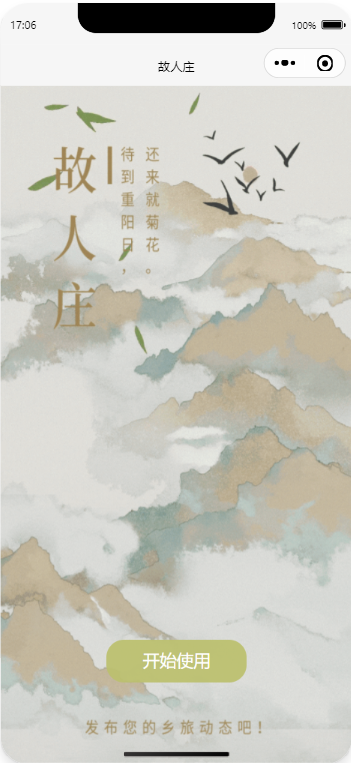 17:06
100%
故人庄
故人庄
待到重阳日，
还来就菊花。
开始使用
发布您的乡旅动态吧！